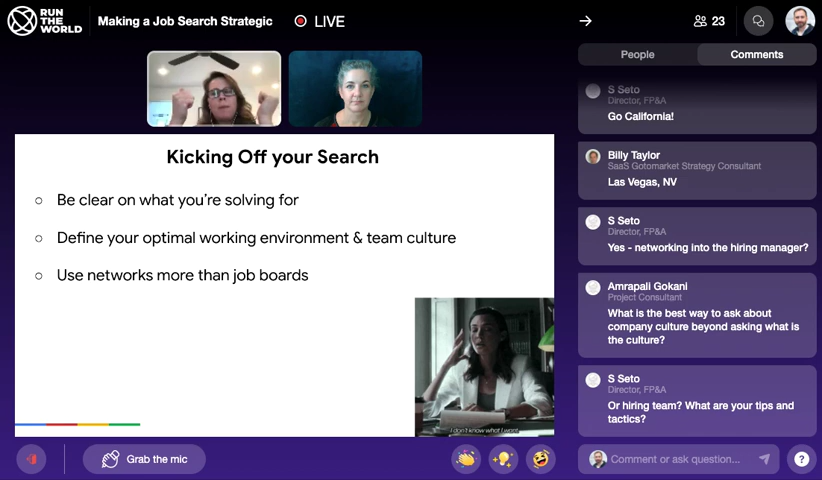 RUN
THE
WORLD
Making a Job Search Strategic
LIVE
23
People
Comments
Kicking Off your Search
Be clear on what you're solving for
Define your optimal working environment & team culture
Use networks more than job boards
I don't know what I want.
S Seto
Director, FP&A
Go California!
Billy Taylor
SaaS Gotomarket Strategy Consultant
Las Vegas, NV
S Seto
Director, FP&A
Yes - networking into the hiring manager?
Amrapali Gokani
Project Consultant
What is the best way to ask about
company culture beyond asking what is
the culture?
S Seto
Director, FP&A
Or hiring team? What are your tips and
tactics?
Grab the mic
Comment or ask question...
?